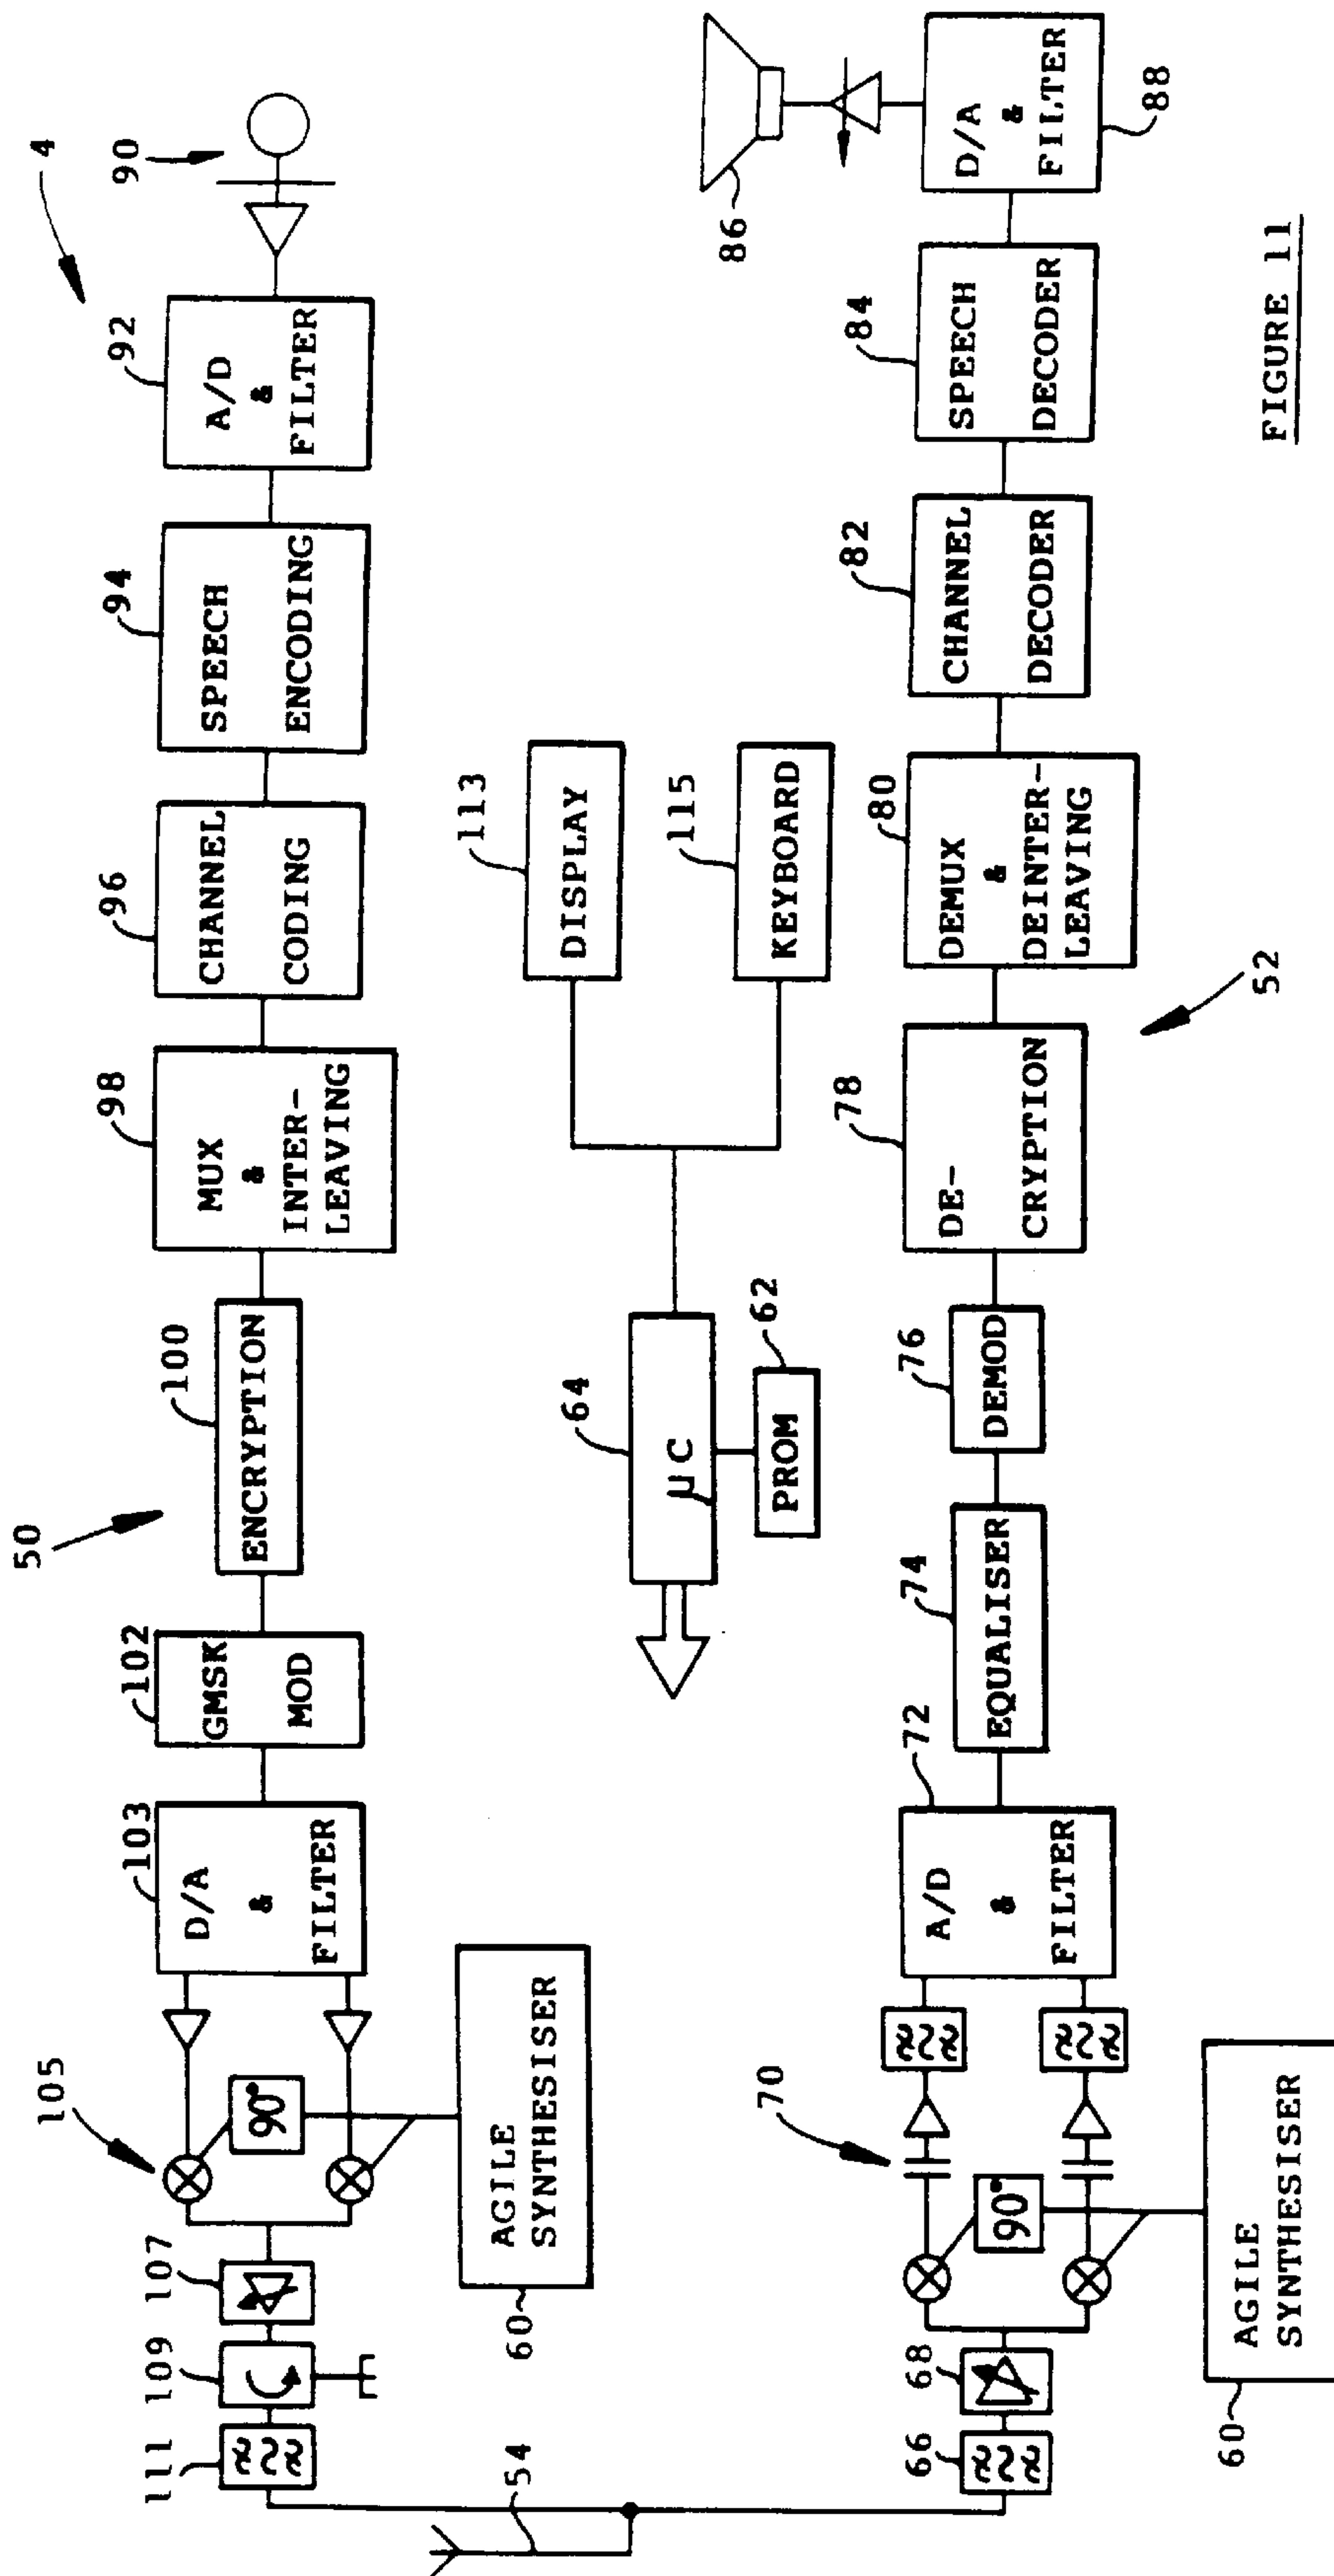 4
90
92
A/D
&
FILTER
94
SPEECH
ENCODING
96
CHANNEL
CODING
98
MUX
&
INTER-
LEAVING
100
ENCRYPTION
50
102
GMSK
MOD
103
D/A
&
FILTER
105
90°
107
109
111
AGILE
SYNTHESISER
60
54
113
DISPLAY
115
KEYBOARD
64
μC
62
PROM
66
68
70
90°
AGILE
SYNTHESISER
60
72
A/D
&
FILTER
74
EQUALISER
76
DEMOD
78
DE-
CRYPTION
80
DEMUX
&
DEINTER-
LEAVING
52
82
CHANNEL
DECODER
84
SPEECH
DECODER
86
D/A
&
FILTER
88
FIGURE 11